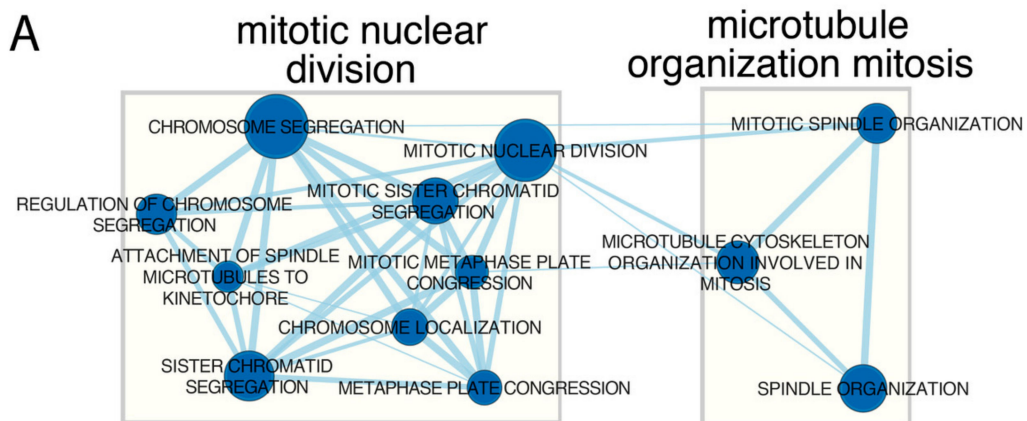 A
mitotic nuclear
division
microtubule
organization mitosis
CHROMOSOME SEGREGATION
MITOTIC NUCLEAR DIVISION
MITOTIC SISTER CHROMATID
SEGREGATION
REGULATION OF CHROMOSOME
SEGREGATION
ATTACHMENT OF SPINDLE
MICROTUBULES TO
KINETOCHORE
MITOTIC METAPHASE PLATE
CONGRESSION
CHROMOSOME LOCALIZATION
SISTER CHROMATID
SEGREGATION
METAPHASE PLATE CONGRESSION
MITOTIC SPINDLE ORGANIZATION
MICROTUBULE CYTOSKELETON
ORGANIZATION INVOLVED IN
MITOSIS
SPINDLE ORGANIZATION